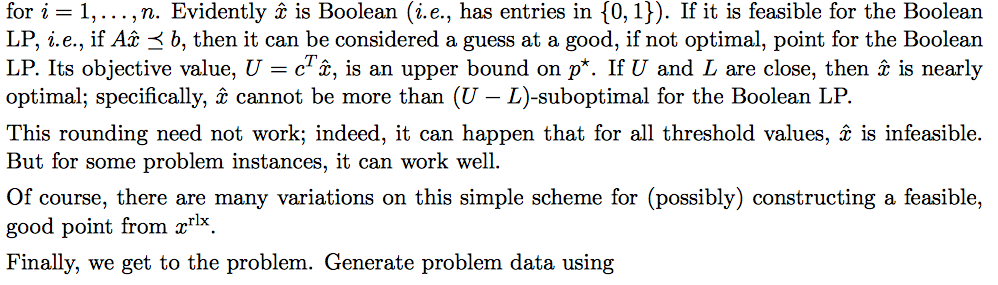 for i = 1, . . . , n. Evidently x̂ is Boolean (i.e., has entries in {0, 1}). If it is feasible for the Boolean
LP, i.e., if Ax̂ ⪯ b, then it can be considered a guess at a good, if not optimal, point for the Boolean
LP. Its objective value, U = cᵀx̂, is an upper bound on p⋆. If U and L are close, then x̂ is nearly
optimal; specifically, x̂ cannot be more than (U − L)-suboptimal for the Boolean LP.
This rounding need not work; indeed, it can happen that for all threshold values, x̂ is infeasible.
But for some problem instances, it can work well.
Of course, there are many variations on this simple scheme for (possibly) constructing a feasible,
good point from xʳˡˣ.
Finally, we get to the problem. Generate problem data using